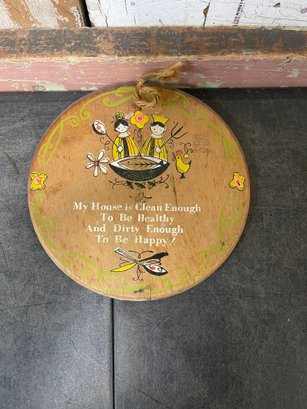 My House is Clean Enough
To Be Healthy
And Dirty Enough
To Be Happy!